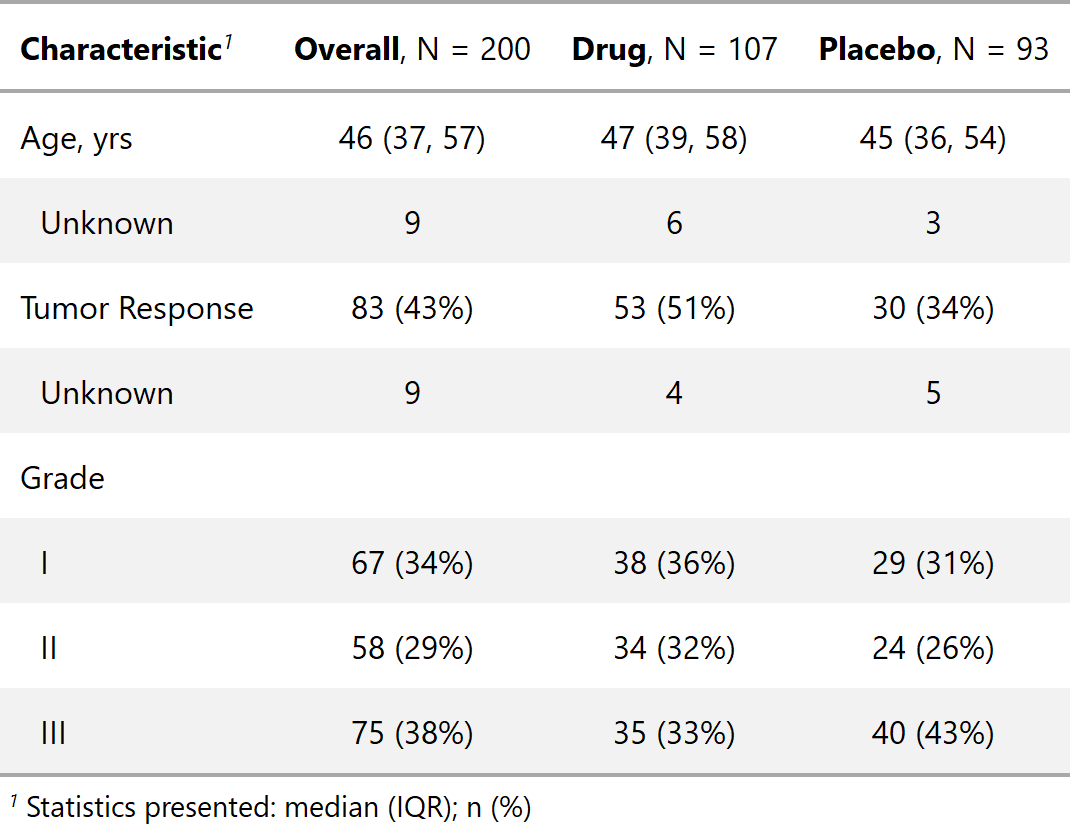 Characteristic1 Overall, N = 200 Drug, N = 107 Placebo, N = 93
Age, yrs 46 (37, 57) 47 (39, 58) 45 (36, 54)
Unknown 9 6 3
Tumor Response 83 (43%) 53 (51%) 30 (34%)
Unknown 9 4 5
Grade
I 67 (34%) 38 (36%) 29 (31%)
II 58 (29%) 34 (32%) 24 (26%)
III 75 (38%) 35 (33%) 40 (43%)
1 Statistics presented: median (IQR); n (%)